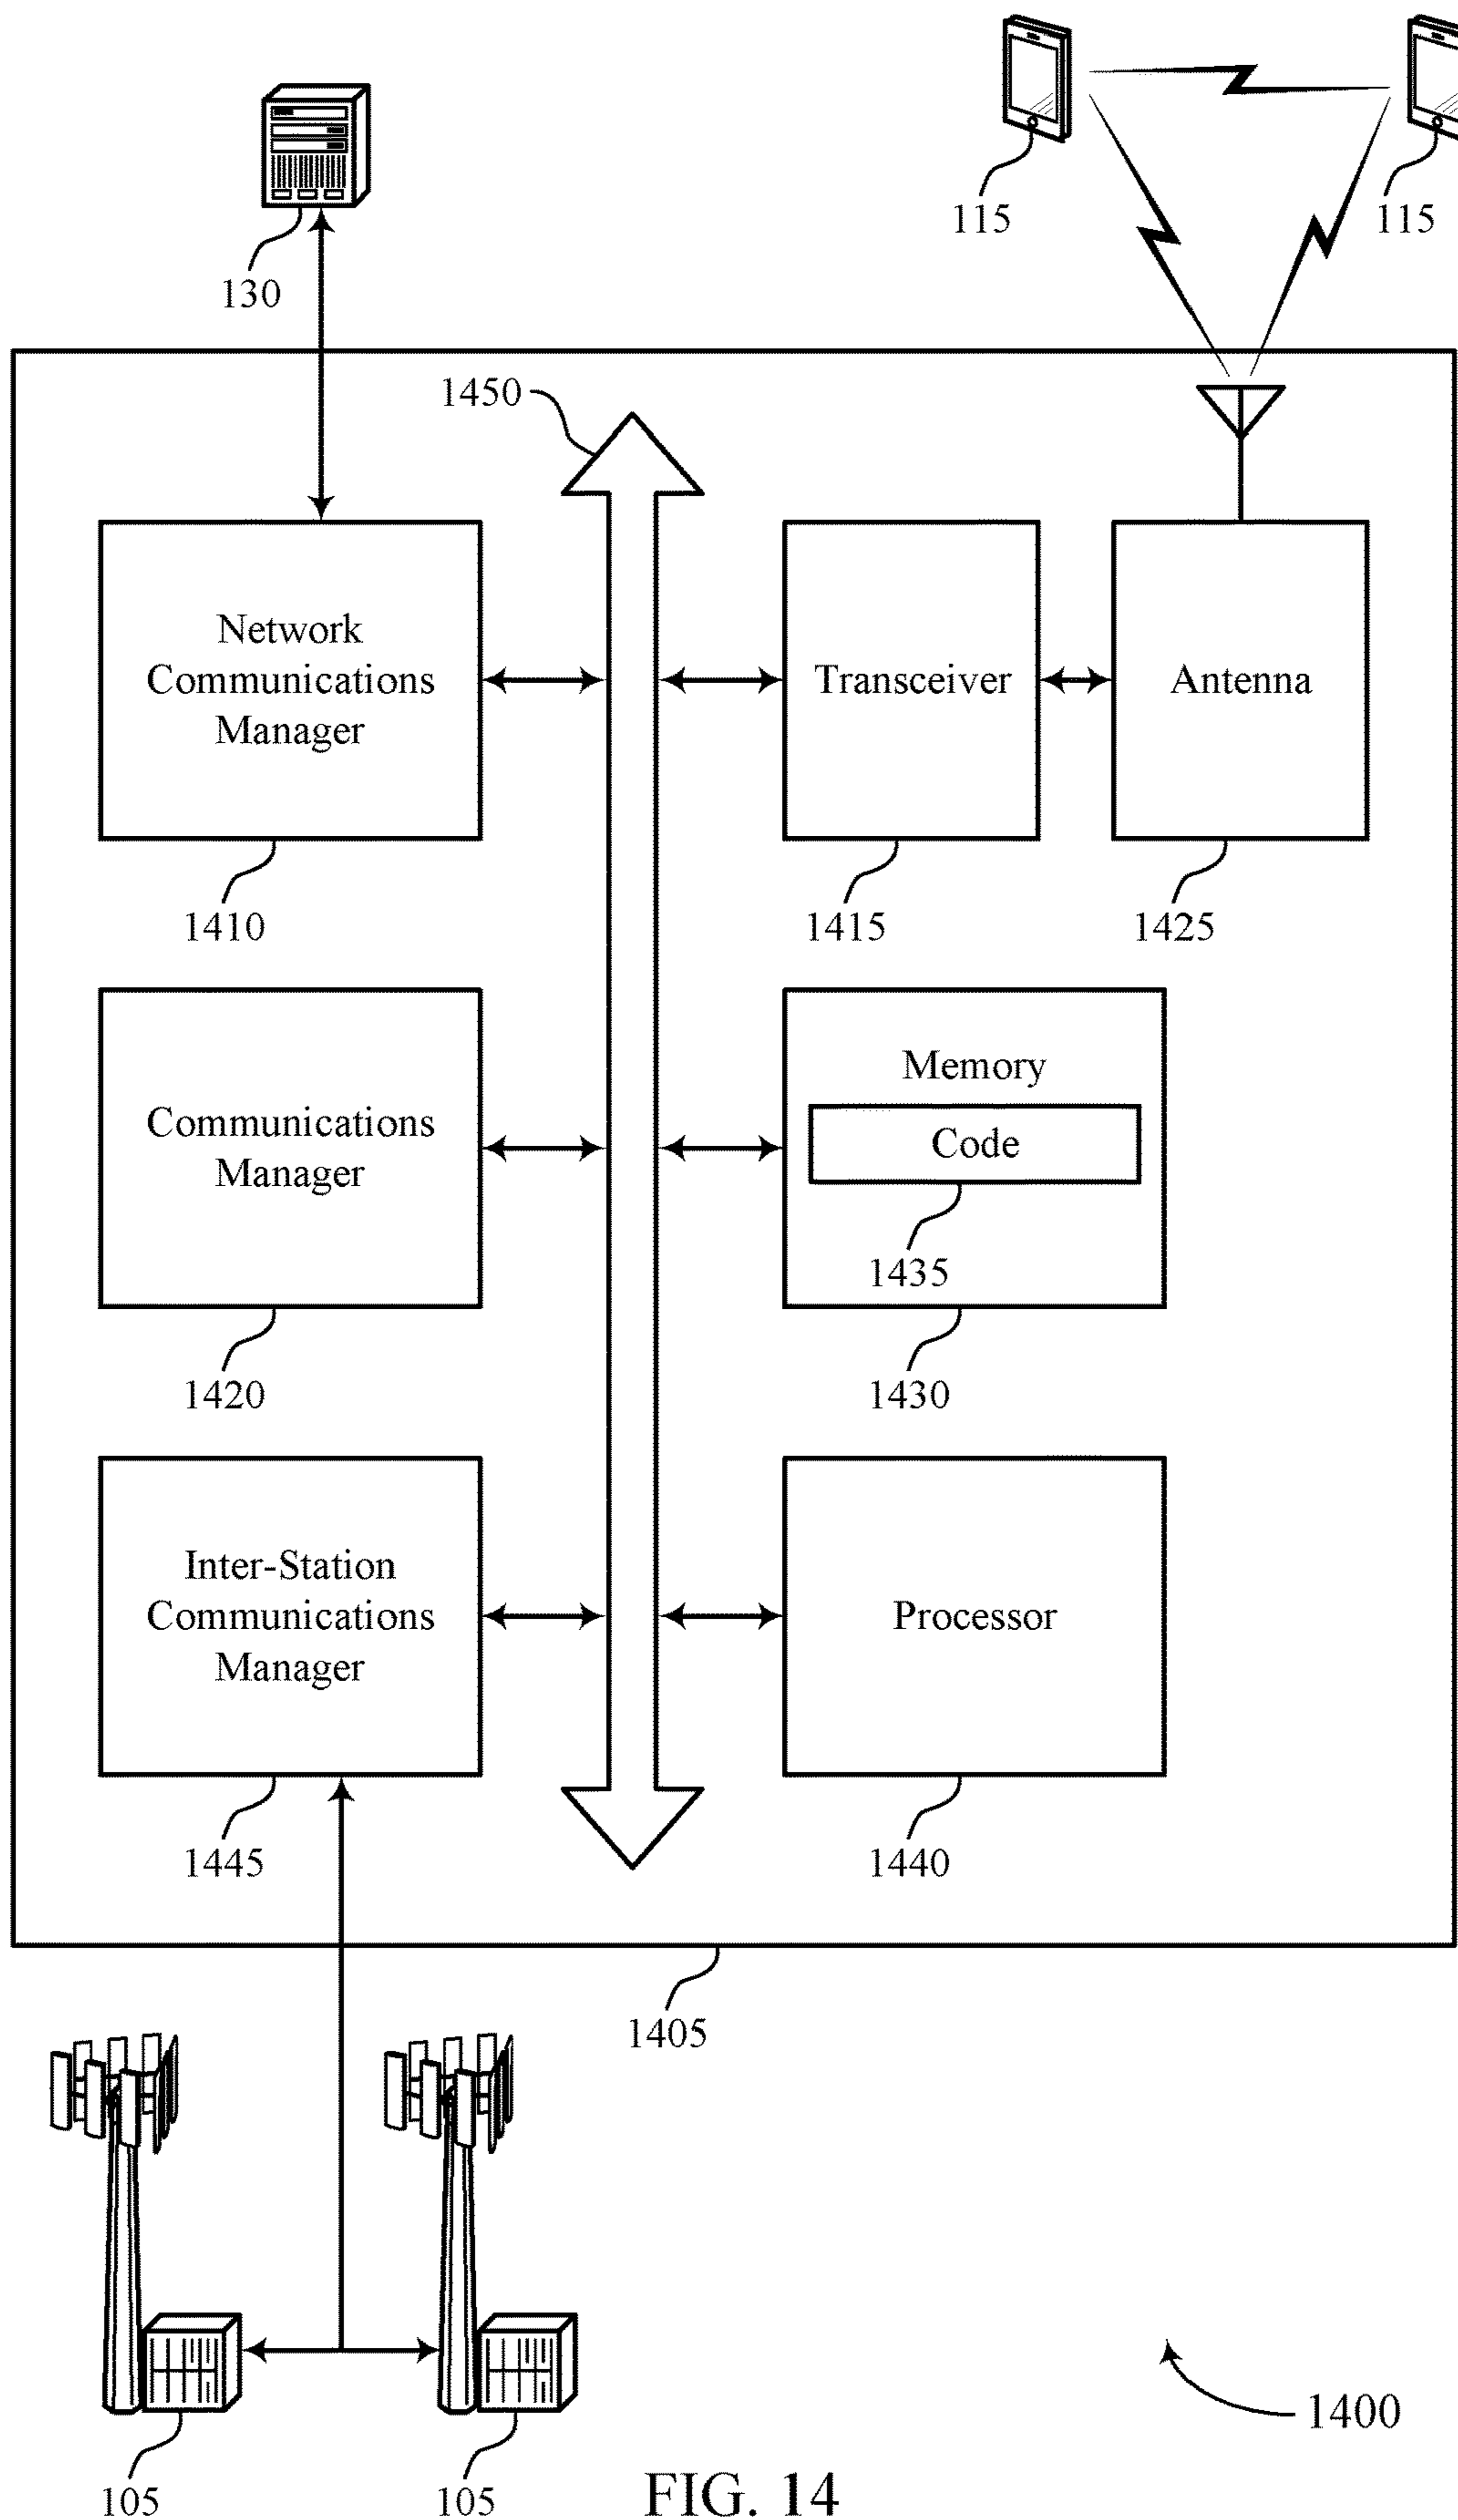 115
115
130
1450
Network
Communications
Manager
Transceiver
Antenna
1410
1415
1425
Communications
Manager
Memory
Code
1435
1420
1430
Inter-Station
Communications
Manager
Processor
1445
1440
1405
1400
105
105
FIG. 14